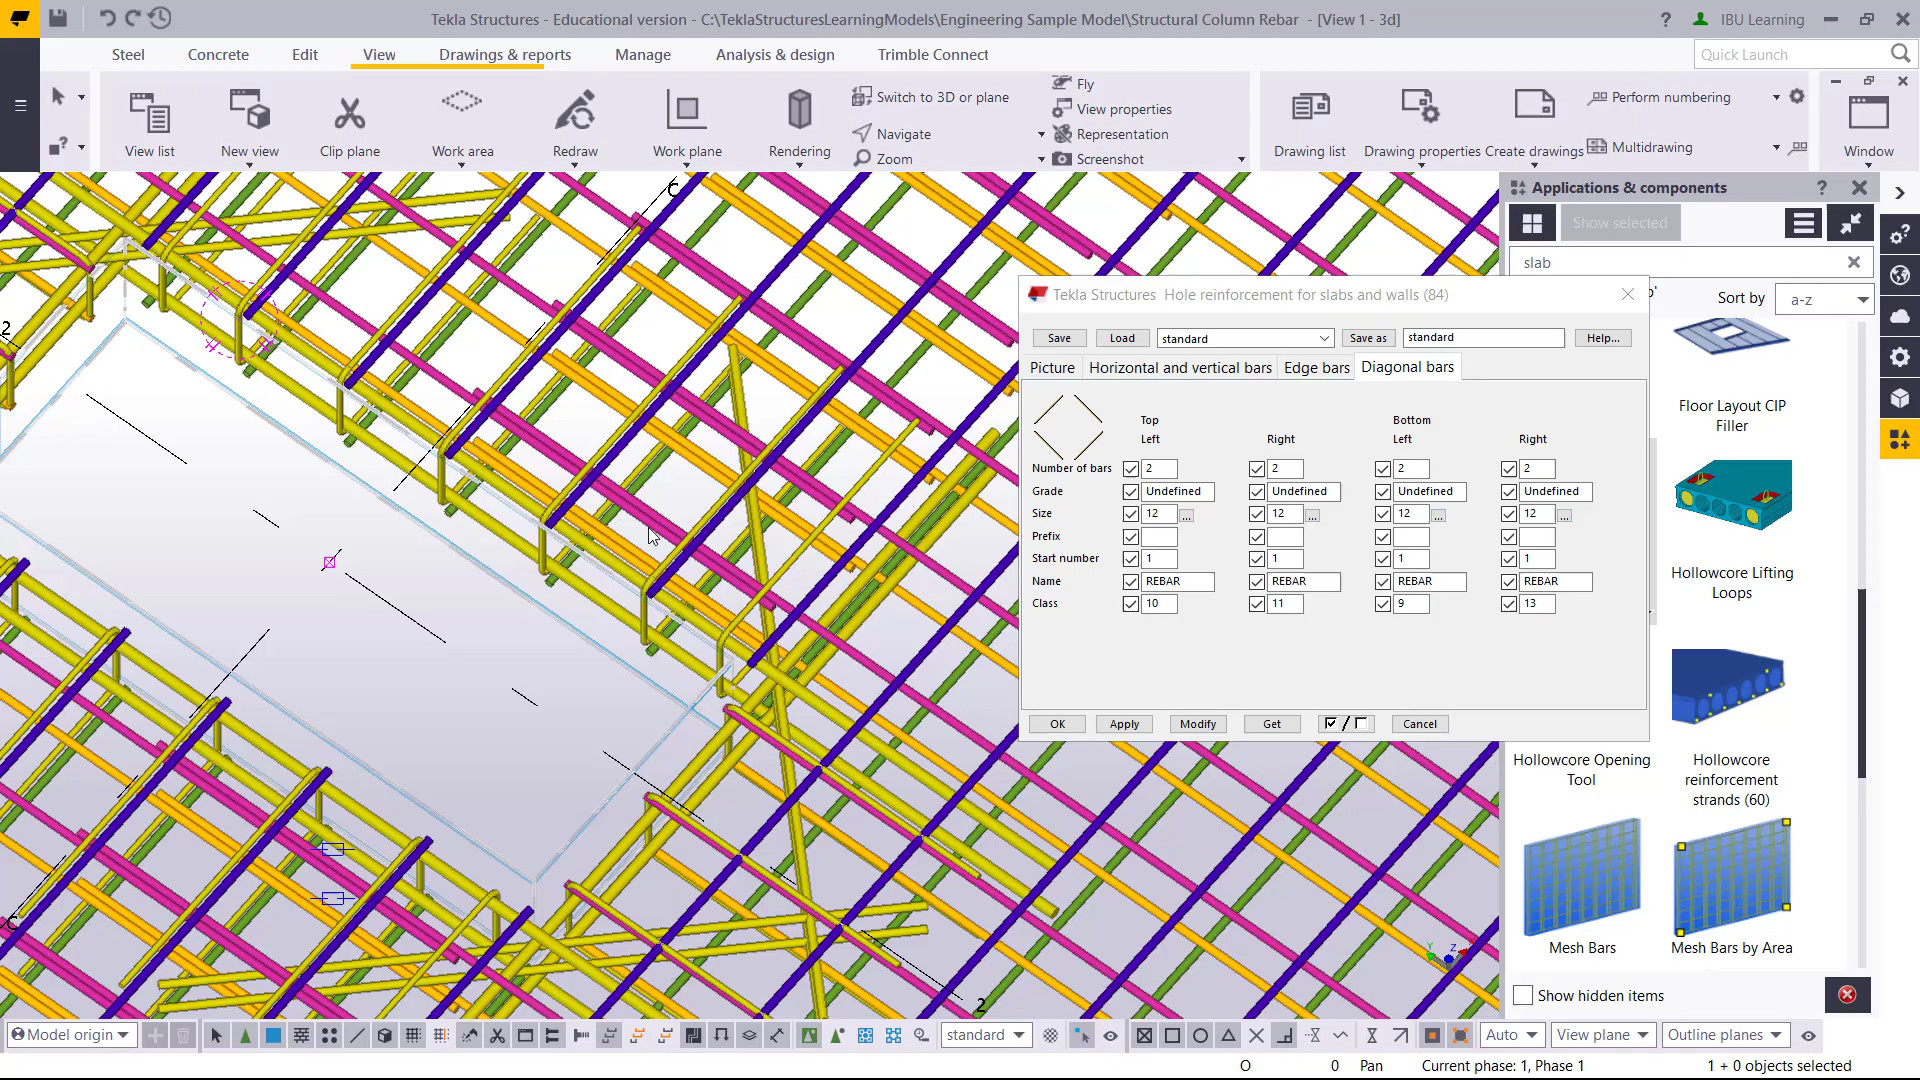 Tekla Structures - Educational version - C:\TeklaStructuresLearningModels\Engineering Sample Model\Structural Column Rebar - [View 1 - 3d]
? IBU Learning
Steel Concrete Edit View Drawings & reports Manage Analysis & design Trimble Connect
Quick Launch
View list
New view
Clip plane
Work area
Redraw
Work plane
Rendering
Switch to 3D or plane
Navigate
Zoom
Fly
View properties
Representation
Screenshot
Drawing list
Drawing properties
Create drawings
Perform numbering
Multidrawing
Window
Applications & components ?
Show selected
slab
Sort by a-z
Floor Layout CIP Filler
Hollowcore Lifting Loops
Hollowcore Opening Tool
Hollowcore reinforcement strands (60)
Mesh Bars
Mesh Bars by Area
Show hidden items
Tekla Structures Hole reinforcement for slabs and walls (84)
Save Load standard Save as standard Help...
Picture Horizontal and vertical bars Edge bars Diagonal bars
Top Bottom
Left Right Left Right
Number of bars 2 2 2 2
Grade Undefined Undefined Undefined Undefined
Size 12 ... 12 ... 12 ... 12 ...
Prefix
Start number 1 1 1 1
Name REBAR REBAR REBAR REBAR
Class 10 11 9 13
OK Apply Modify Get / Cancel
C
2
C
2
Y Z
Model origin
standard
Auto View plane Outline planes
O 0 Pan Current phase: 1, Phase 1 1 + 0 objects selected